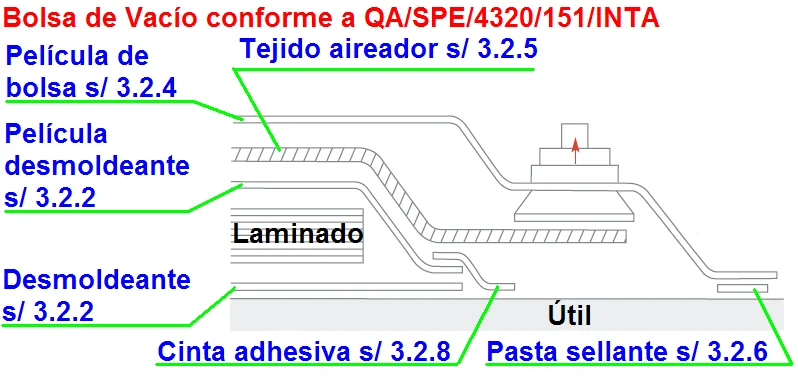 Bolsa de Vacío conforme a QA/SPE/4320/151/INTA
Película de
bolsa s/ 3.2.4
Tejido aireador s/ 3.2.5
Película
desmoldeante
s/ 3.2.2
Laminado
Desmoldeante
s/ 3.2.2
Útil
Cinta adhesiva s/ 3.2.8
Pasta sellante s/ 3.2.6